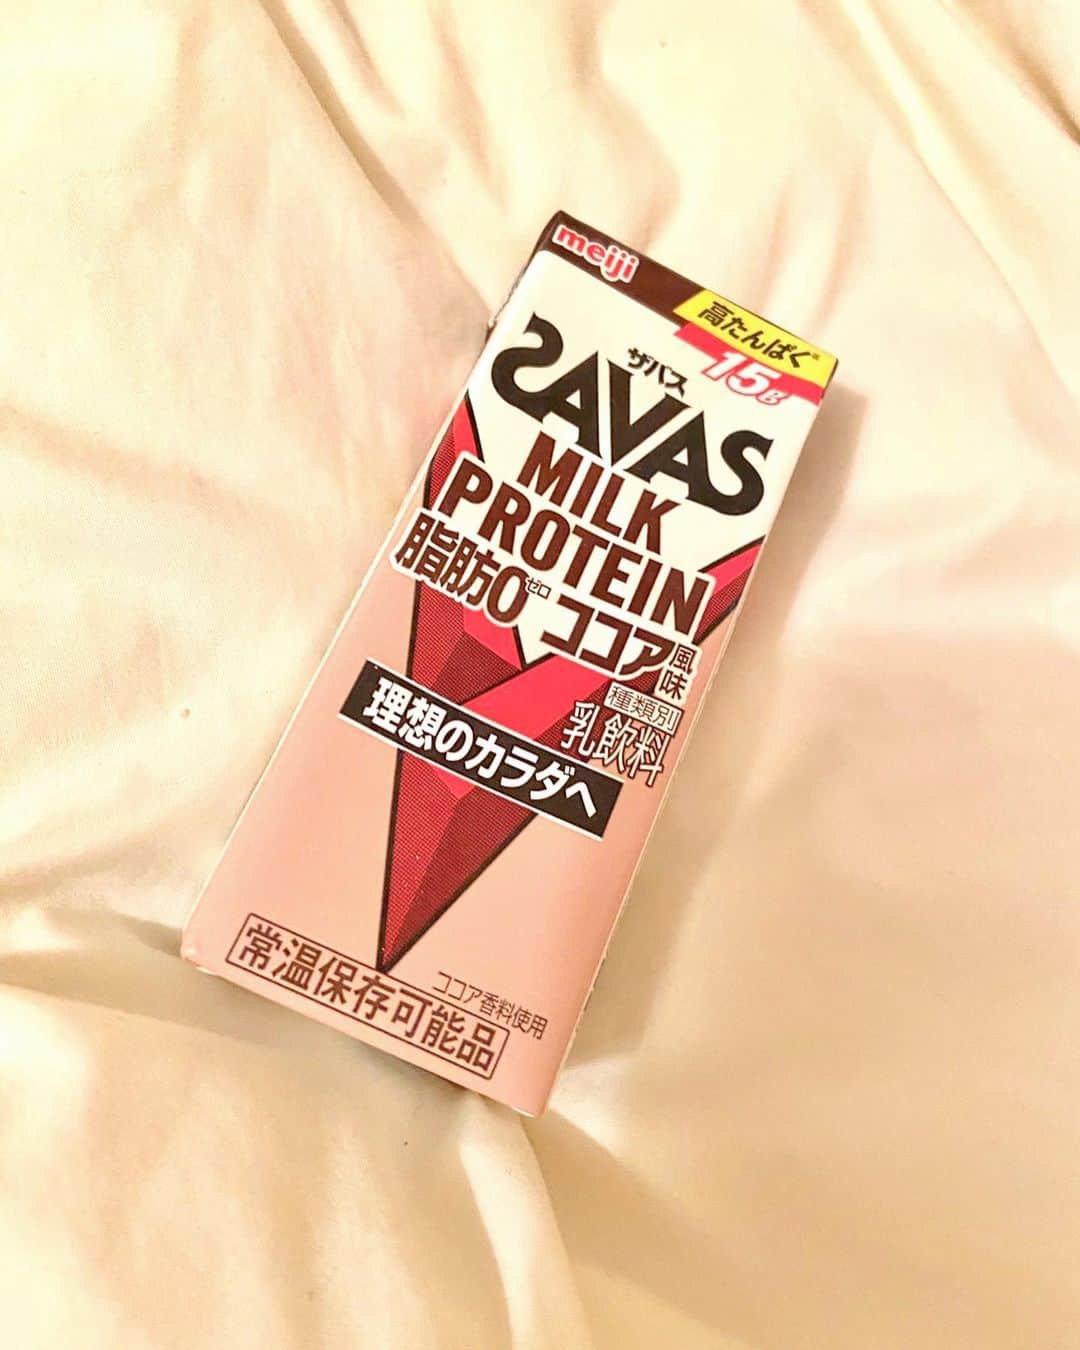 meiji
高たんぱく※
15g
ザバス
SAVAS
MILK
PROTEIN
脂肪0 ゼロ ココア風味
種類別
乳飲料
理想のカラダへ
ココア香料使用
常温保存可能品